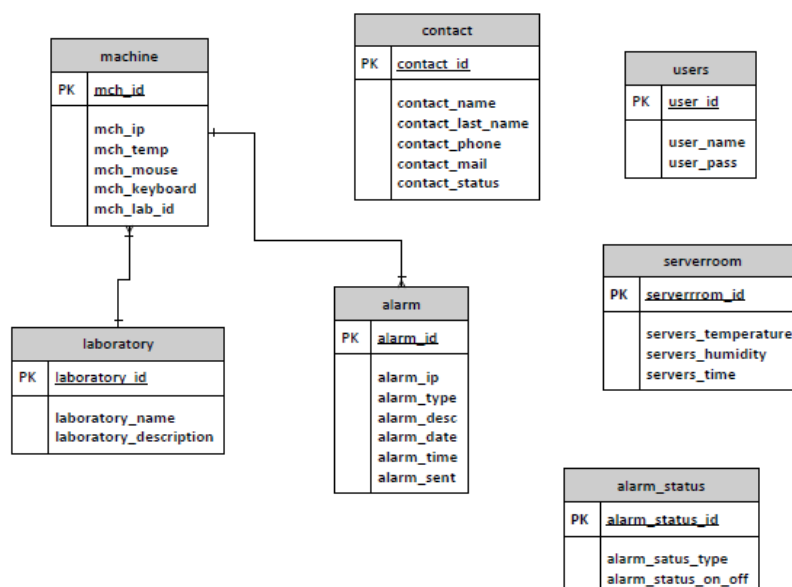 machine
PK mch_id
mch_ip
mch_temp
mch_mouse
mch_keyboard
mch_lab_id
contact
PK contact_id
contact_name
contact_last_name
contact_phone
contact_mail
contact_status
users
PK user_id
user_name
user_pass
laboratory
PK laboratory_id
laboratory_name
laboratory_description
alarm
PK alarm_id
alarm_ip
alarm_type
alarm_desc
alarm_date
alarm_time
alarm_sent
serverroom
PK serverrrom_id
servers_temperature
servers_humidity
servers_time
alarm_status
PK alarm_status_id
alarm_satus_type
alarm_status_on_off